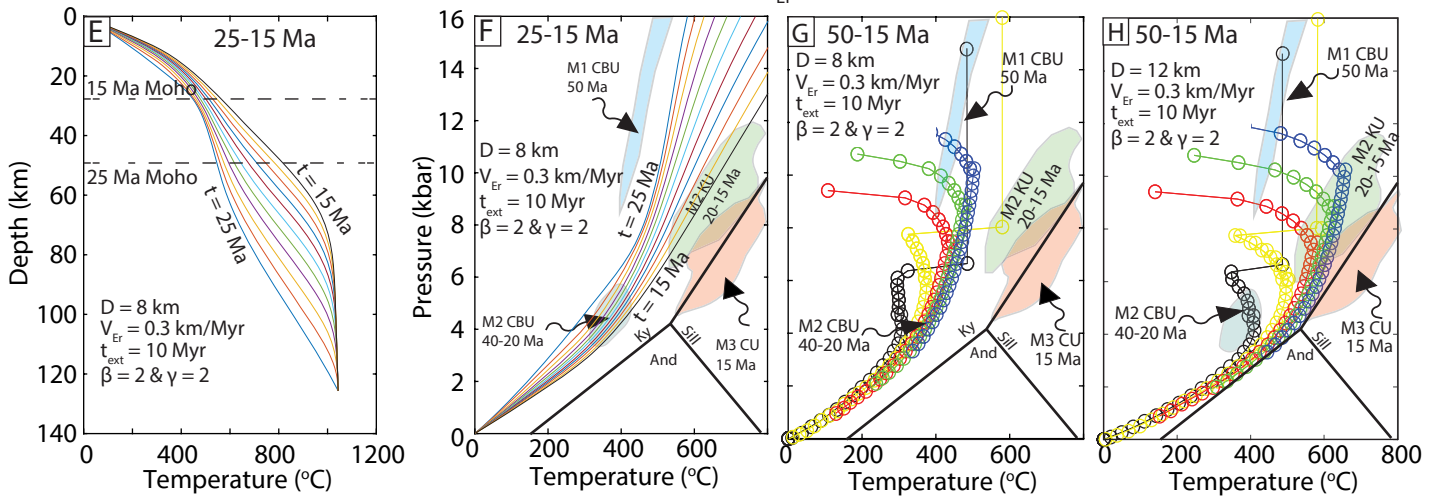 Er
E
25-15 Ma
0
20
40
60
80
100
120
140
Depth (km)
15 Ma Moho
25 Ma Moho
t = 15 Ma
t = 25 Ma
D = 8 km
V_Er = 0.3 km/Myr
t_ext = 10 Myr
β = 2 & γ = 2
0 400 800 1200
Temperature (°C)
F
25-15 Ma
16
14
12
10
8
6
4
2
0
Pressure (kbar)
M1 CBU
50 Ma
D = 8 km
V_Er = 0.3 km/Myr
t_ext = 10 Myr
β = 2 & γ = 2
t = 25 Ma
M2 KU
20-15 Ma
t = 15 Ma
M2 CBU
40-20 Ma
Ky
Sill
And
M3 CU
15 Ma
0 200 400 600
Temperature (°C)
G
50-15 Ma
D = 8 km
V_Er = 0.3 km/Myr
t_ext = 10 Myr
β = 2 & γ = 2
M1 CBU
50 Ma
M2 KU
20-15 Ma
M2 CBU
40-20 Ma
Ky
Sill
And
M3 CU
15 Ma
0 200 400 600
Temperature (°C)
H
50-15 Ma
D = 12 km
V_Er = 0.3 km/Myr
t_ext = 10 Myr
β = 2 & γ = 2
M1 CBU
50 Ma
M2 KU
20-15 Ma
M2 CBU
40-20 Ma
Ky
Sill
And
M3 CU
15 Ma
0 200 400 600 800
Temperature (°C)